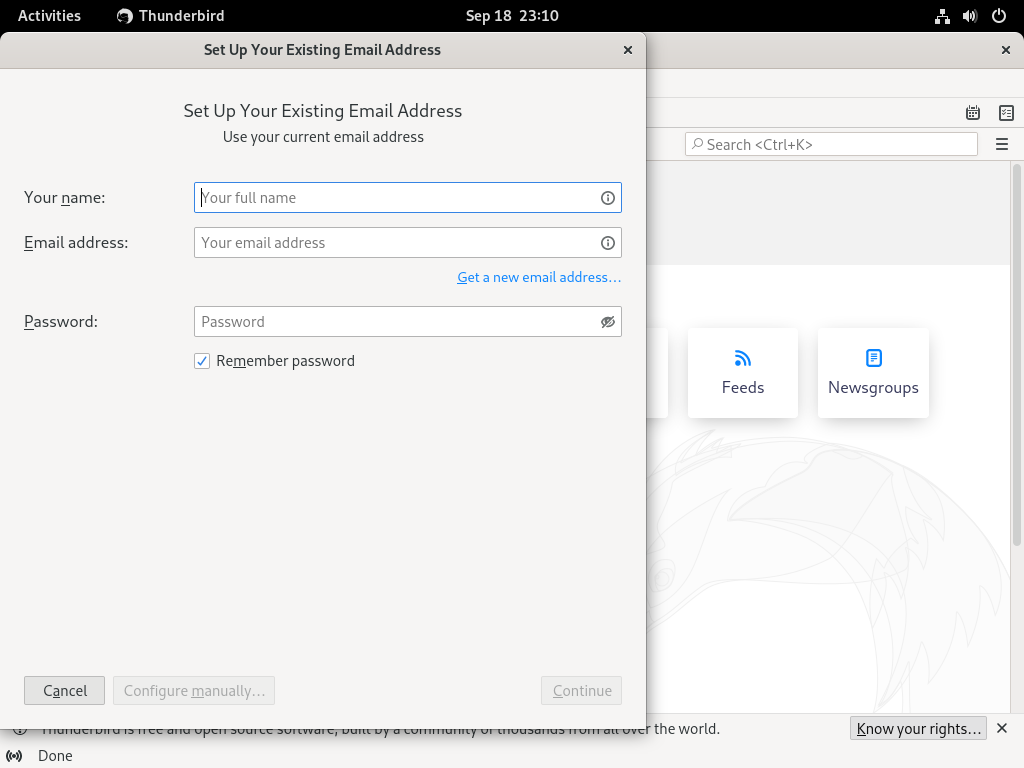 Activities
Thunderbird
Sep 18 23:10
Set Up Your Existing Email Address
Set Up Your Existing Email Address
Use your current email address
Search <Ctrl+K>
Your name:
Your full name
Email address:
Your email address
Get a new email address…
Password:
Password
Remember password
Feeds
Newsgroups
Cancel
Configure manually…
Continue
Thunderbird is free and open source software, built by a community of thousands from all over the world.
Know your rights…
Done